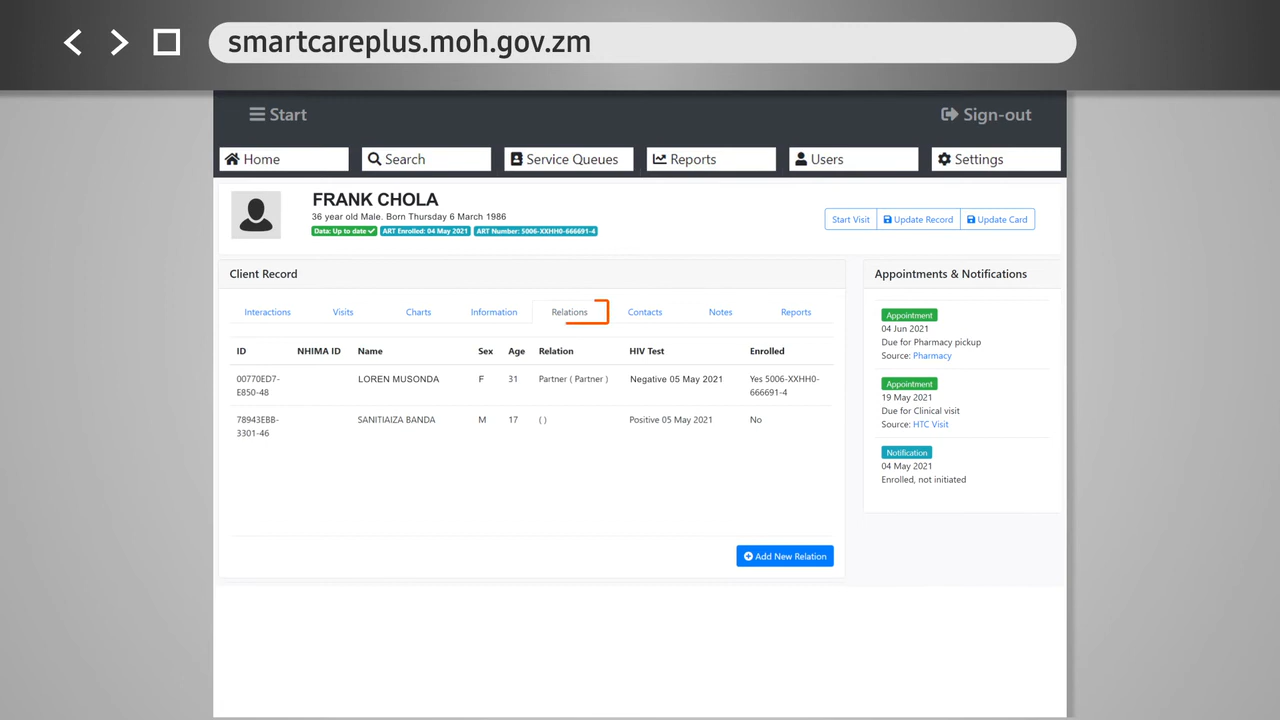 smartcareplus.moh.gov.zm
Start
Sign-out
Home
Search
Service Queues
Reports
Users
Settings
FRANK CHOLA
36 year old Male. Born Thursday 6 March 1986
Data: Up to date
ART Enrolled: 04 May 2021
ART Number: 5006-XXHH0-666691-4
Start Visit
Update Record
Update Card
Client Record
Interactions
Visits
Charts
Information
Relations
Contacts
Notes
Reports
ID NHIMA ID Name Sex Age Relation HIV Test Enrolled
00770ED7- LOREN MUSONDA F 31 Partner ( Partner ) Negative 05 May 2021 Yes 5006-XXHH0-
E850-48 666691-4
78943EBB- SANITIAIZA BANDA M 17 ( ) Positive 05 May 2021 No
3301-46
Add New Relation
Appointments & Notifications
Appointment
04 Jun 2021
Due for Pharmacy pickup
Source: Pharmacy
Appointment
19 May 2021
Due for Clinical visit
Source: HTC Visit
Notification
04 May 2021
Enrolled, not initiated